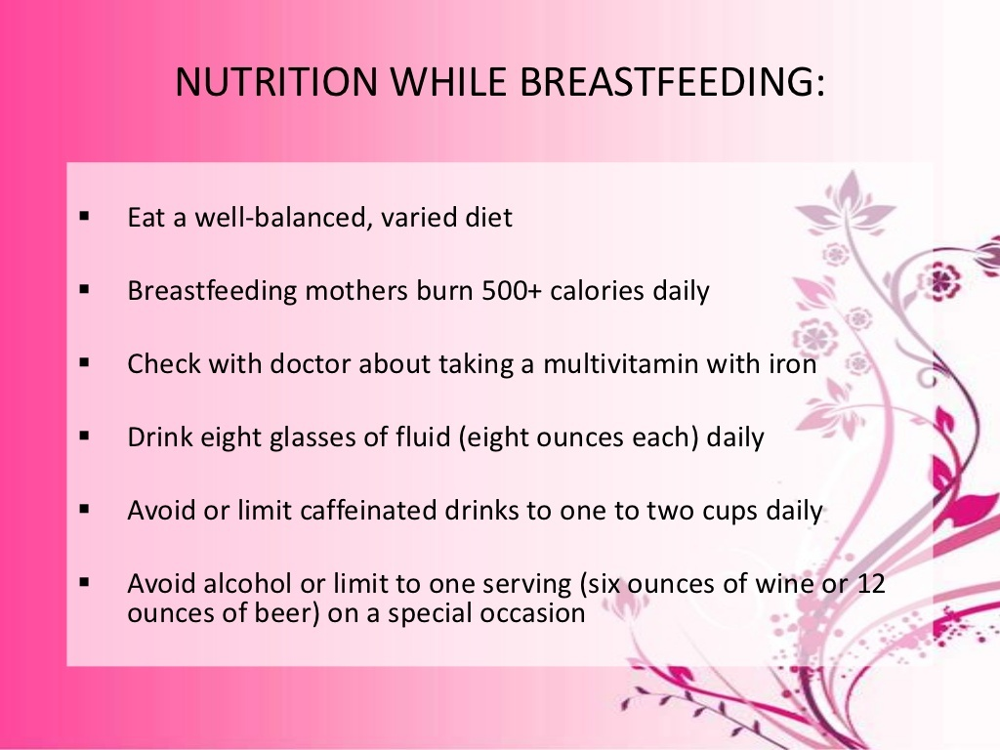 NUTRITION WHILE BREASTFEEDING:
▪ Eat a well-balanced, varied diet
▪ Breastfeeding mothers burn 500+ calories daily
▪ Check with doctor about taking a multivitamin with iron
▪ Drink eight glasses of fluid (eight ounces each) daily
▪ Avoid or limit caffeinated drinks to one to two cups daily
▪ Avoid alcohol or limit to one serving (six ounces of wine or 12
ounces of beer) on a special occasion